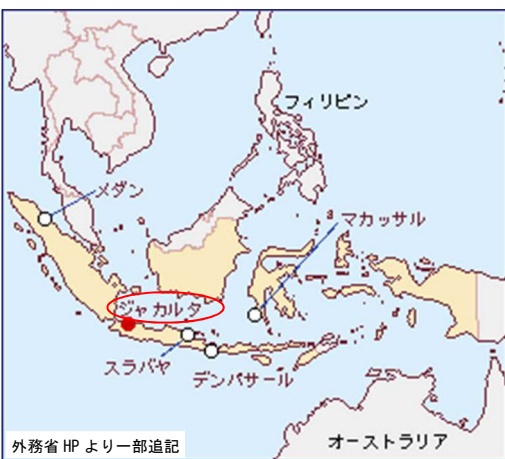 フィリピン
メダン
マカッサル
ジャカルタ
スラバヤ
デンパサール
オーストラリア
外務省 HP より一部追記